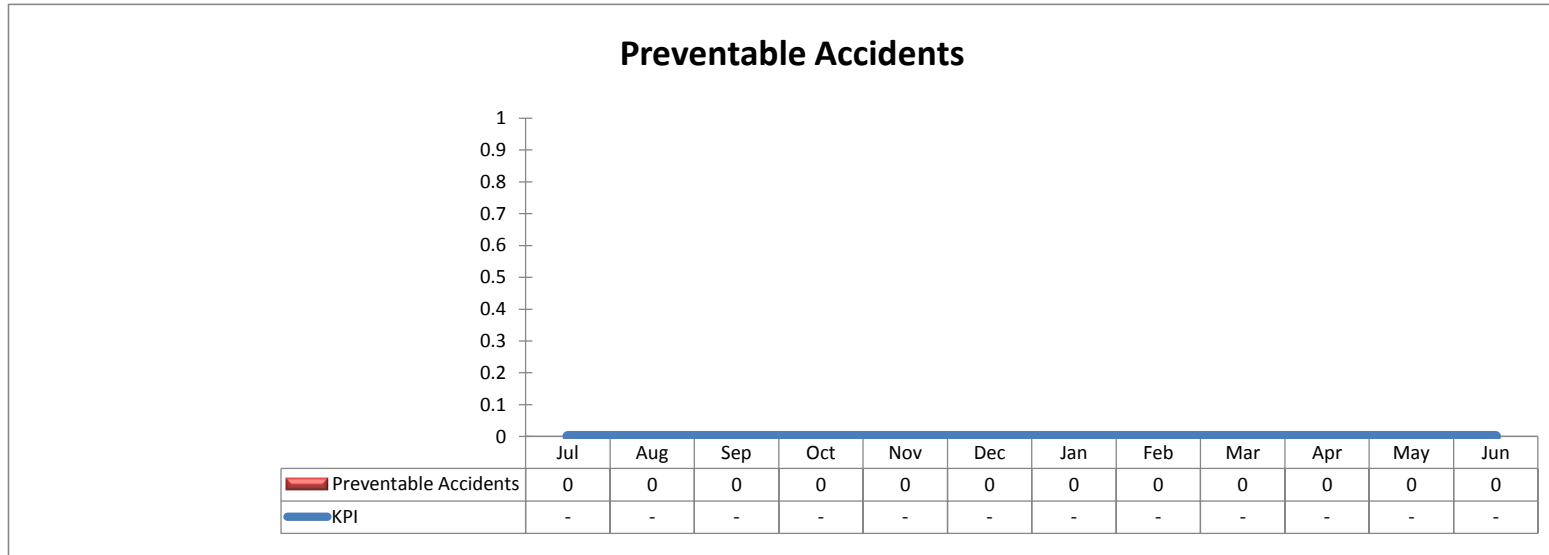 Preventable Accidents
1
0.9
0.8
0.7
0.6
0.5
0.4
0.3
0.2
0.1
0
Jul Aug Sep Oct Nov Dec Jan Feb Mar Apr May Jun
Preventable Accidents 0 0 0 0 0 0 0 0 0 0 0 0
KPI - - - - - - - - - - - -